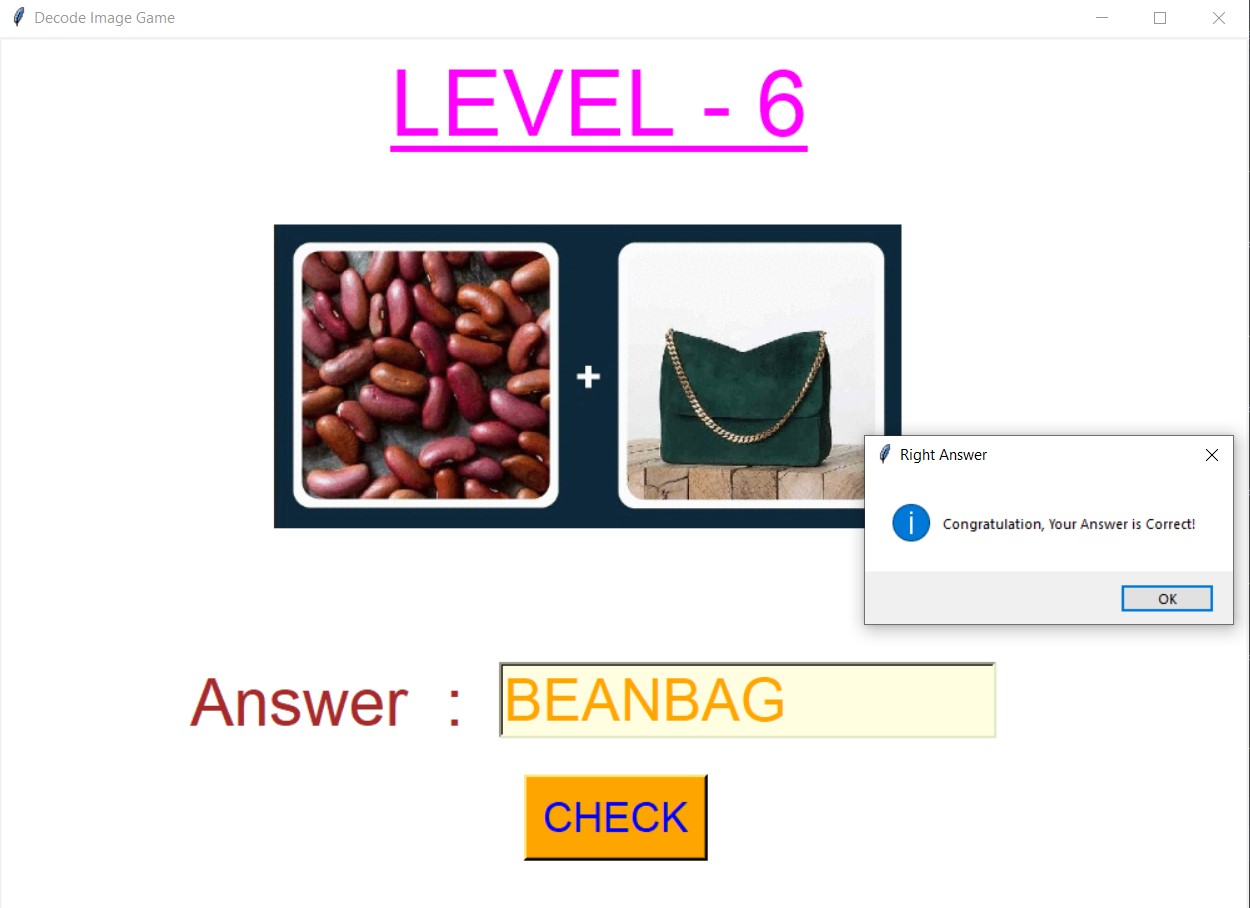 Decode Image Game
LEVEL - 6
+
Right Answer
Congratulation, Your Answer is Correct!
OK
Answer :
BEANBAG
CHECK